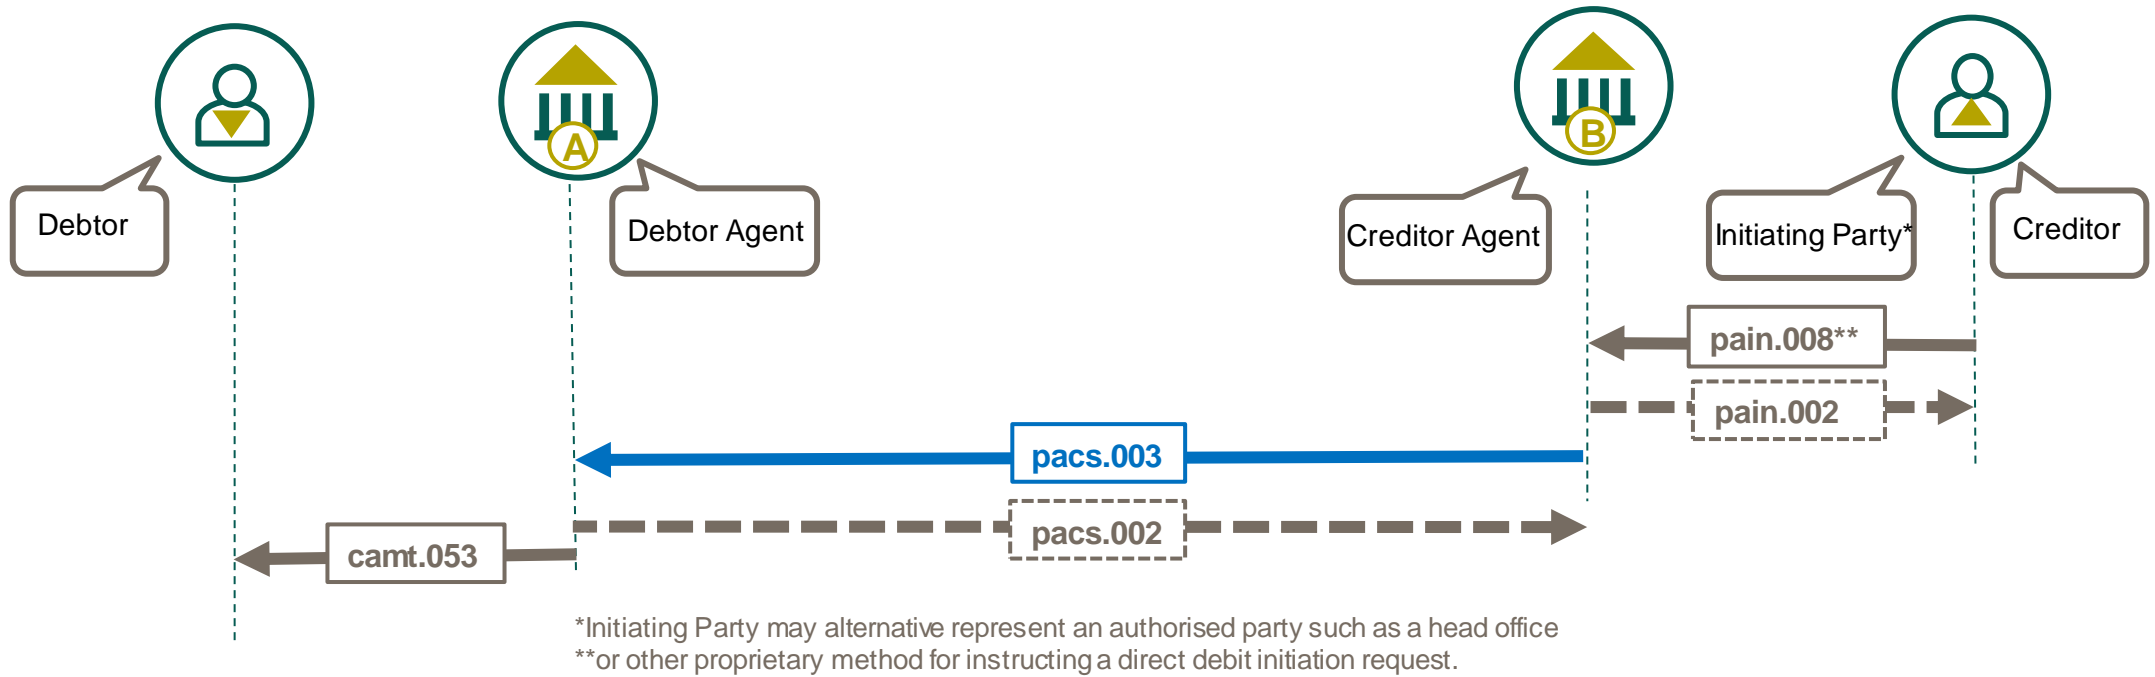 A
B
Debtor
Debtor Agent
Creditor Agent
Initiating Party*
Creditor
pain.008**
pain.002
pacs.003
pacs.002
camt.053
*Initiating Party may alternative represent an authorised party such as a head office
**or other proprietary method for instructing a direct debit initiation request.